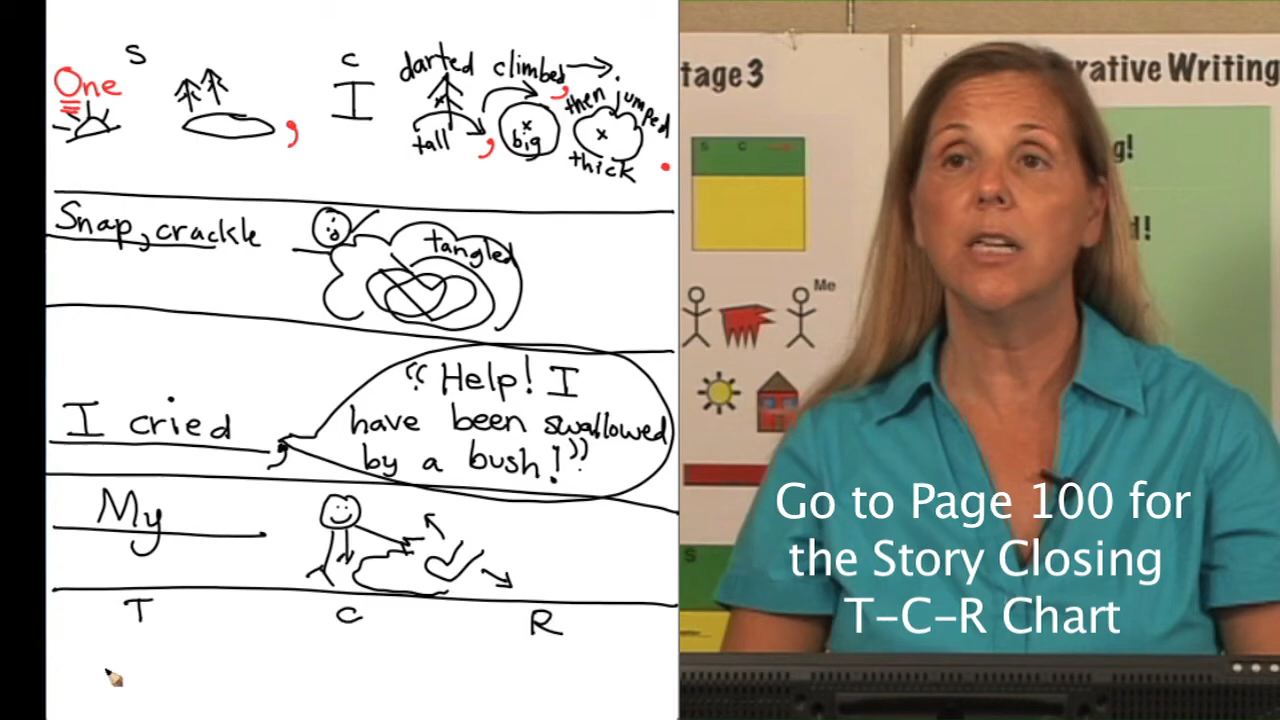 S
C
One
darted climbed
then jumped
tall
big
thick
Snap, crackle
tangled
I cried,
"Help! I
have been swallowed
by a bush!"
My
T C R
tage 3
rrative Writing
S C
g!
d!
Me
S
Go to Page 100 for
the Story Closing
T-C-R Chart